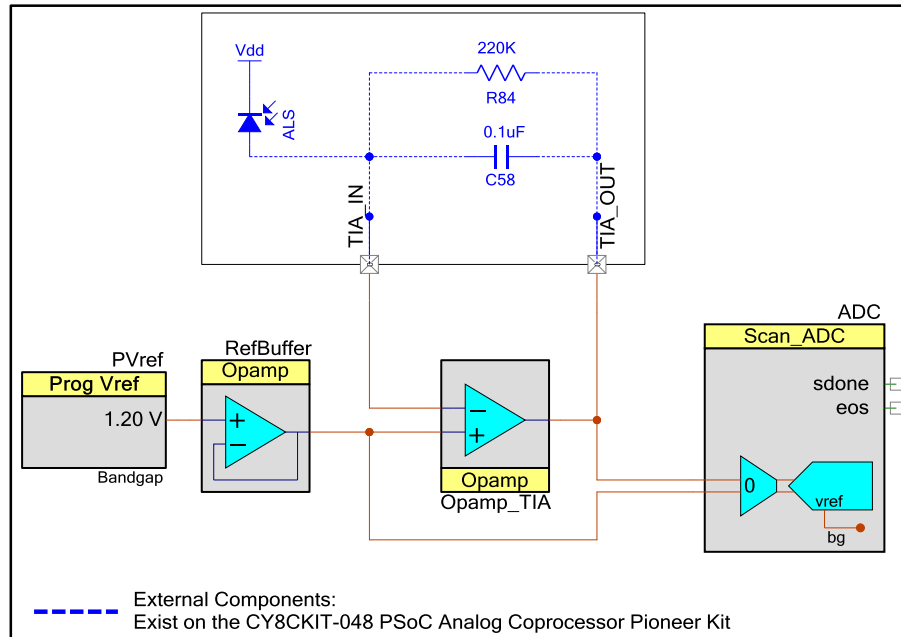 Vdd
220K
R84
ALS
0.1uF
C58
TIA_IN
TIA_OUT
PVref
Prog Vref
1.20 V
Bandgap
RefBuffer
Opamp
+
−
−
+
Opamp
Opamp_TIA
ADC
Scan_ADC
sdone
eos
0
vref
bg
External Components:
Exist on the CY8CKIT-048 PSoC Analog Coprocessor Pioneer Kit